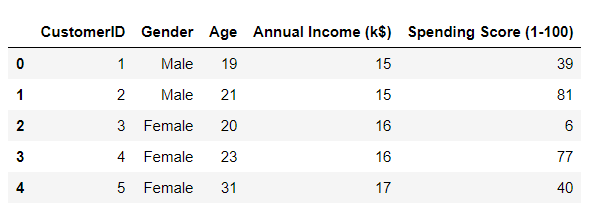 CustomerID Gender Age Annual Income (k$) Spending Score (1-100)
0 1 Male 19 15 39
1 2 Male 21 15 81
2 3 Female 20 16 6
3 4 Female 23 16 77
4 5 Female 31 17 40